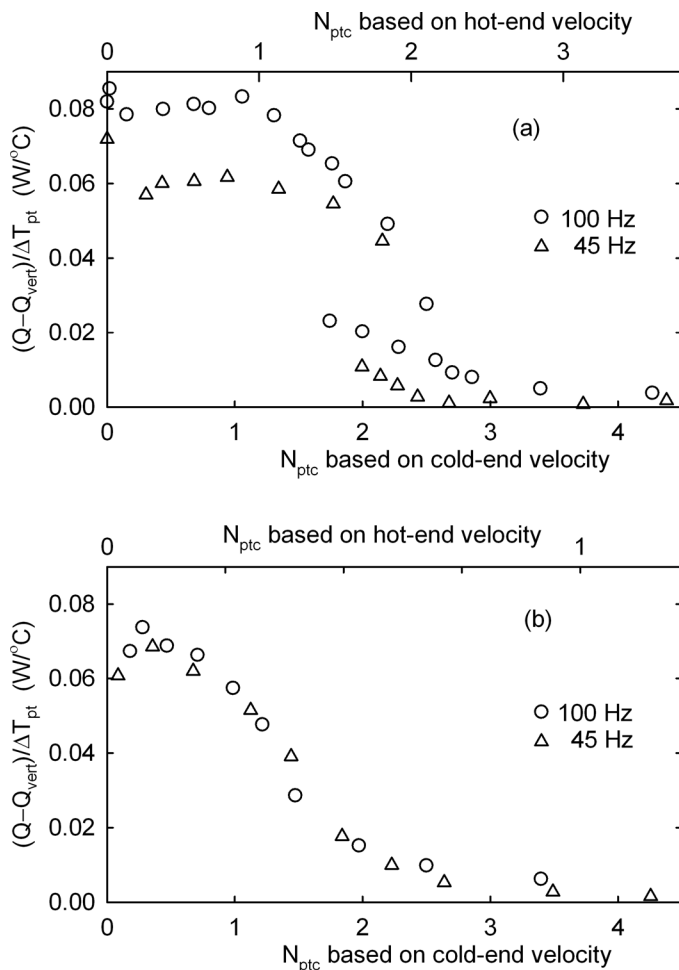 N_ptc based on hot-end velocity
0 1 2 3
(a)
(Q−Q_vert)/ΔT_pt (W/°C)
0.08
0.06
0.04
0.02
0.00
100 Hz
45 Hz
0 1 2 3 4
N_ptc based on cold-end velocity
N_ptc based on hot-end velocity
0 1
(b)
(Q−Q_vert)/ΔT_pt (W/°C)
0.08
0.06
0.04
0.02
0.00
100 Hz
45 Hz
0 1 2 3 4
N_ptc based on cold-end velocity